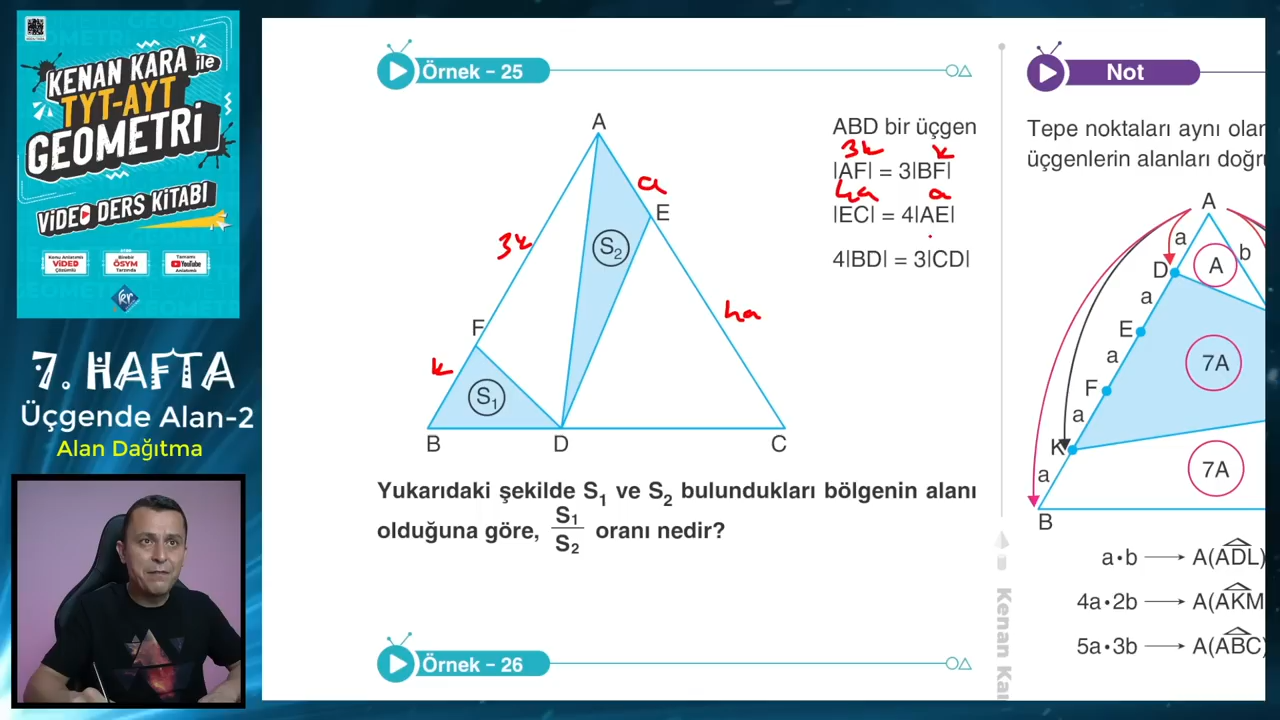 KENAN KARA ile
TYT-AYT
GEOMETRİ
VİDEO DERS KİTABI
7. HAFTA
Üçgende Alan-2
Alan Dağıtma
Örnek - 25
A
a
E
S2
3k
4a
F
k
S1
B
D
C
ABD bir üçgen
3k
k
|AF| = 3|BF|
4a
a
|EC| = 4|AE|
4|BD| = 3|CD|
Yukarıdaki şekilde S1 ve S2 bulundukları bölgenin alanı
olduğuna göre, S1/S2 oranı nedir?
Örnek - 26
Kenan Kar
Not
Tepe noktaları aynı olar
üçgenlerin alanları doğru
A
a
b
D
A
a
E
a
7A
F
a
K
a
7A
B
a•b → A(ADL)
4a•2b → A(AKM
5a•3b → A(ABC)